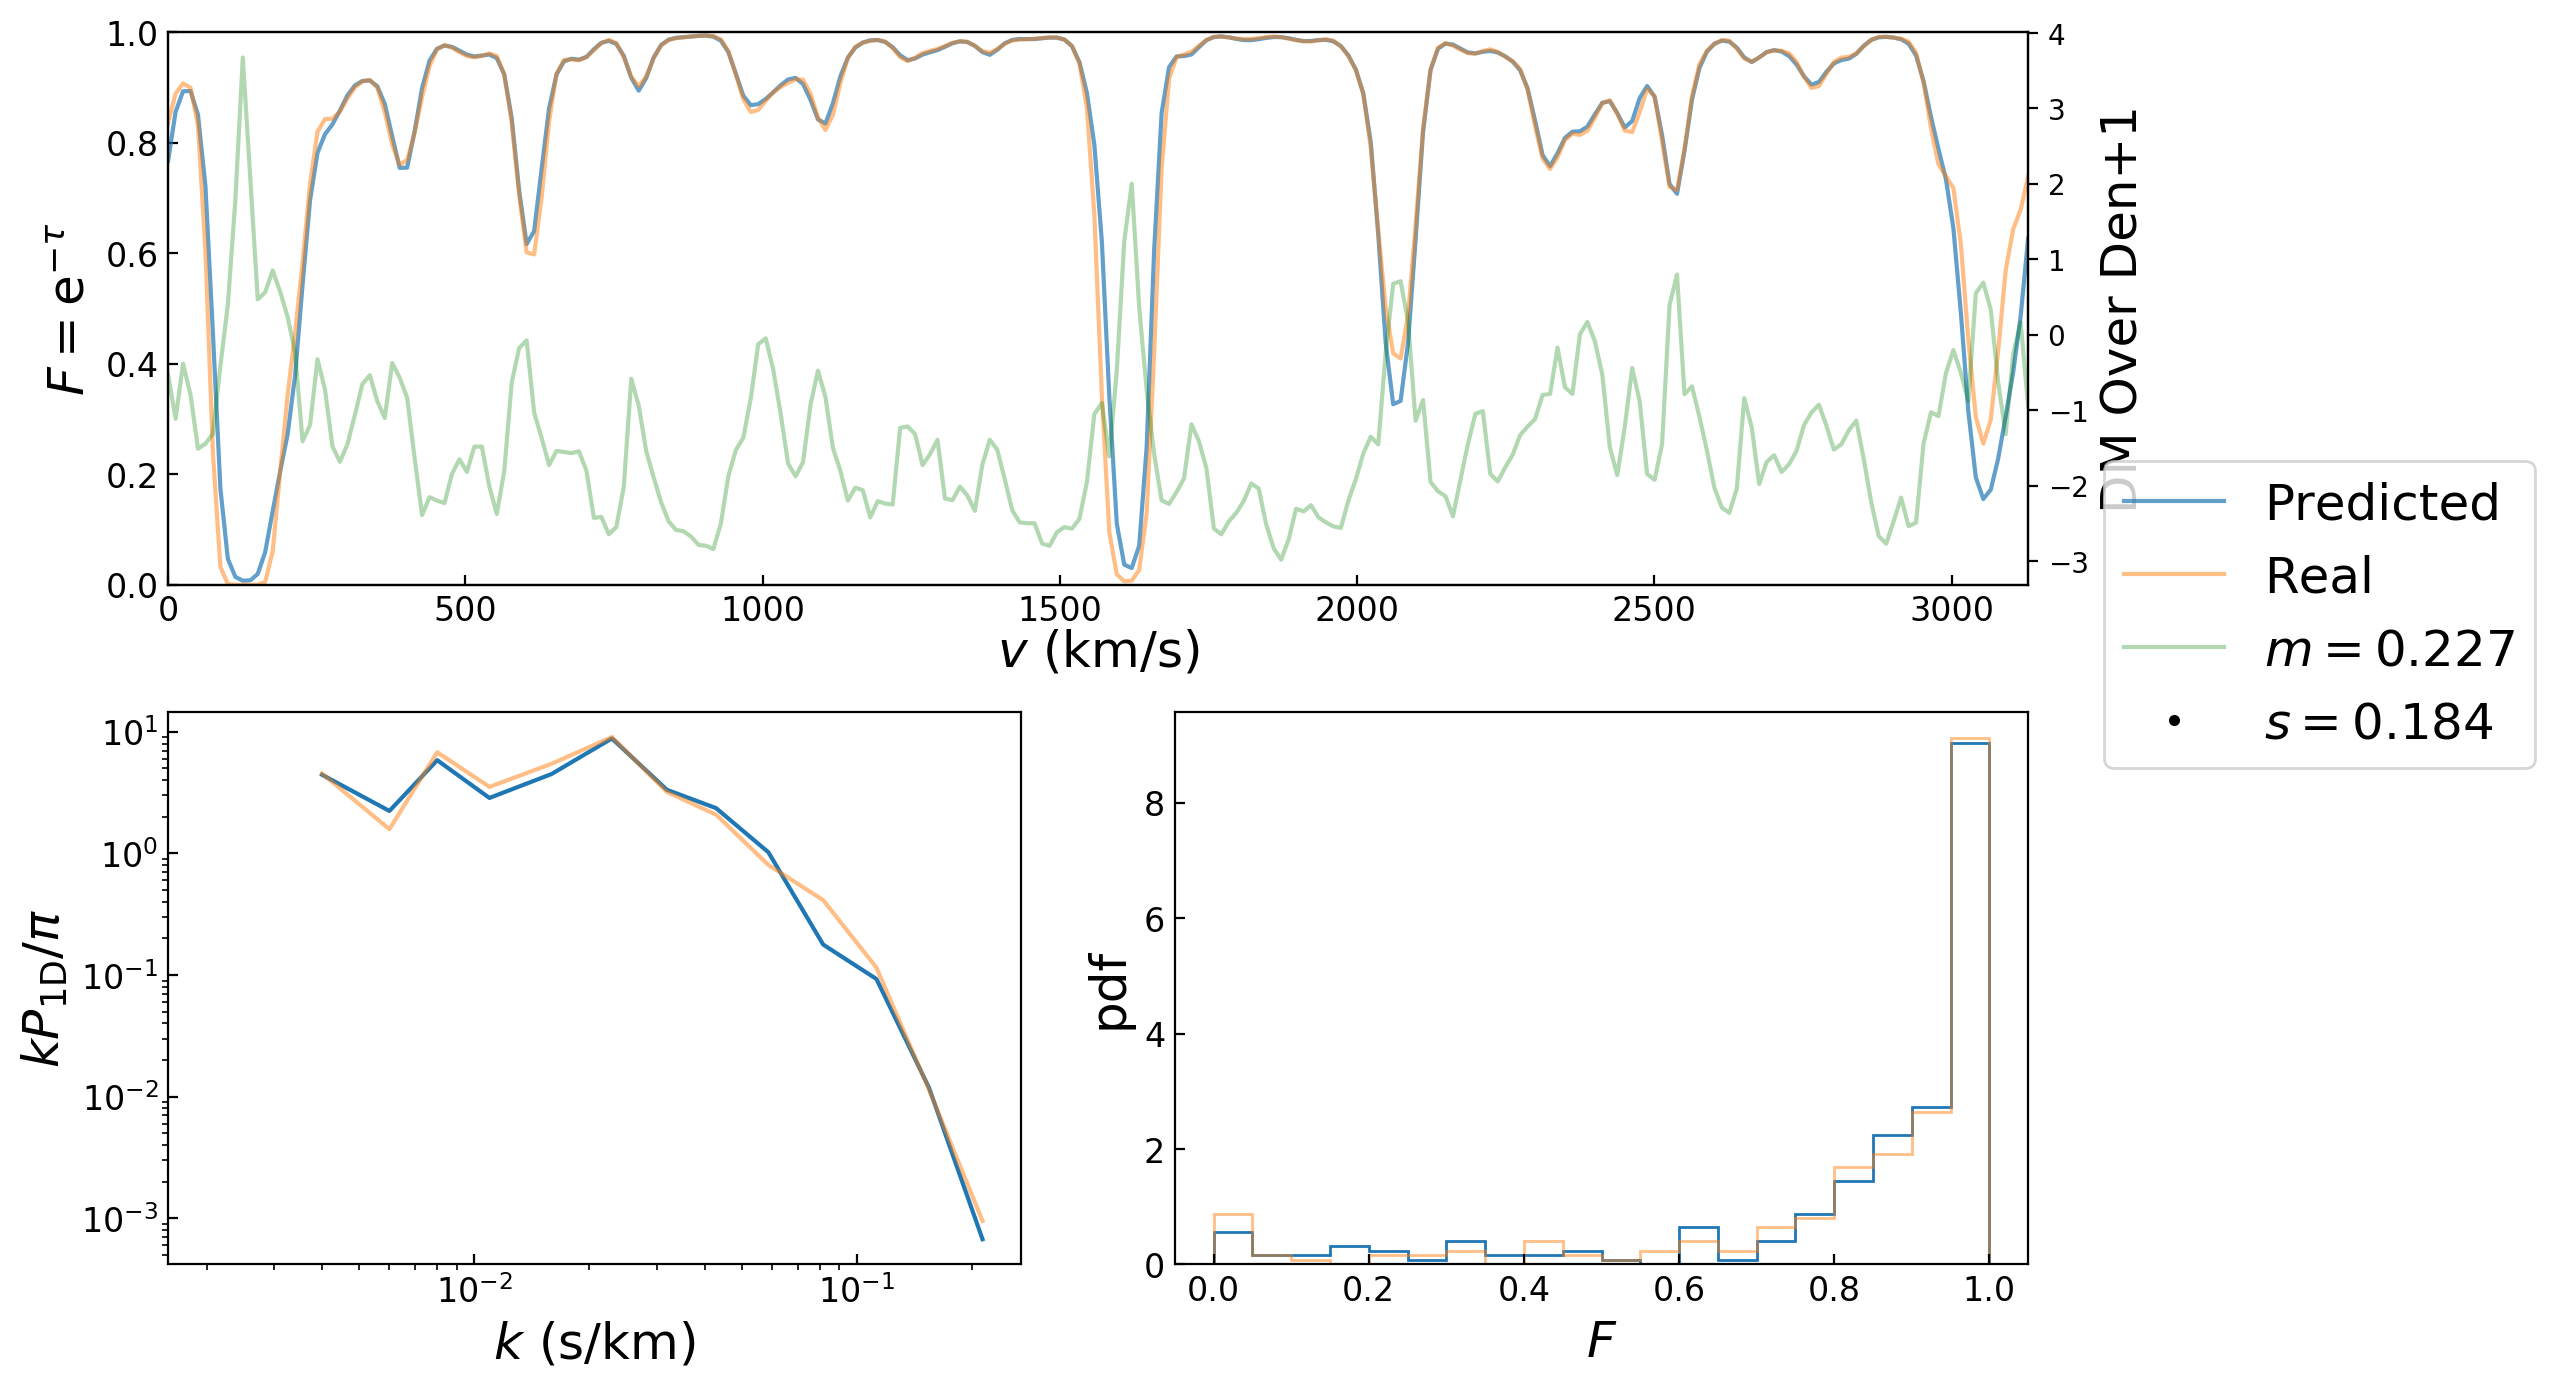 1.0
0.8
0.6
0.4
0.2
0.0
F = e^{−τ}
0 500 1000 1500 2000 2500 3000
v (km/s)
4
3
2
1
0
−1
−2
−3
DM Over Den+1
Predicted
Real
m = 0.227
s = 0.184
10^1
10^0
10^{−1}
10^{−2}
10^{−3}
kP_{1D}/π
10^{−2} 10^{−1}
k (s/km)
8
6
4
2
0
pdf
0.0 0.2 0.4 0.6 0.8 1.0
F